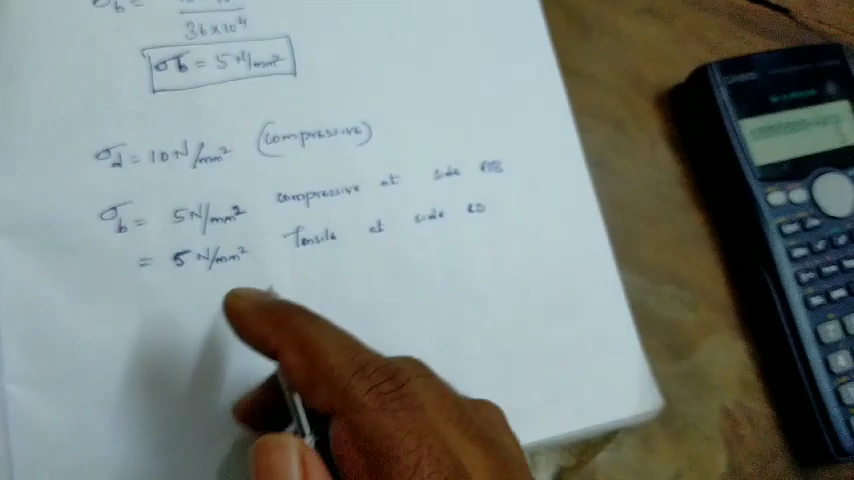 σb =
36×10⁴
σb = 5 N/mm²
σd = 10 N/mm² (compressive)
σb = 5 N/mm² compressive at side
= 5 N/mm² Tensile at side